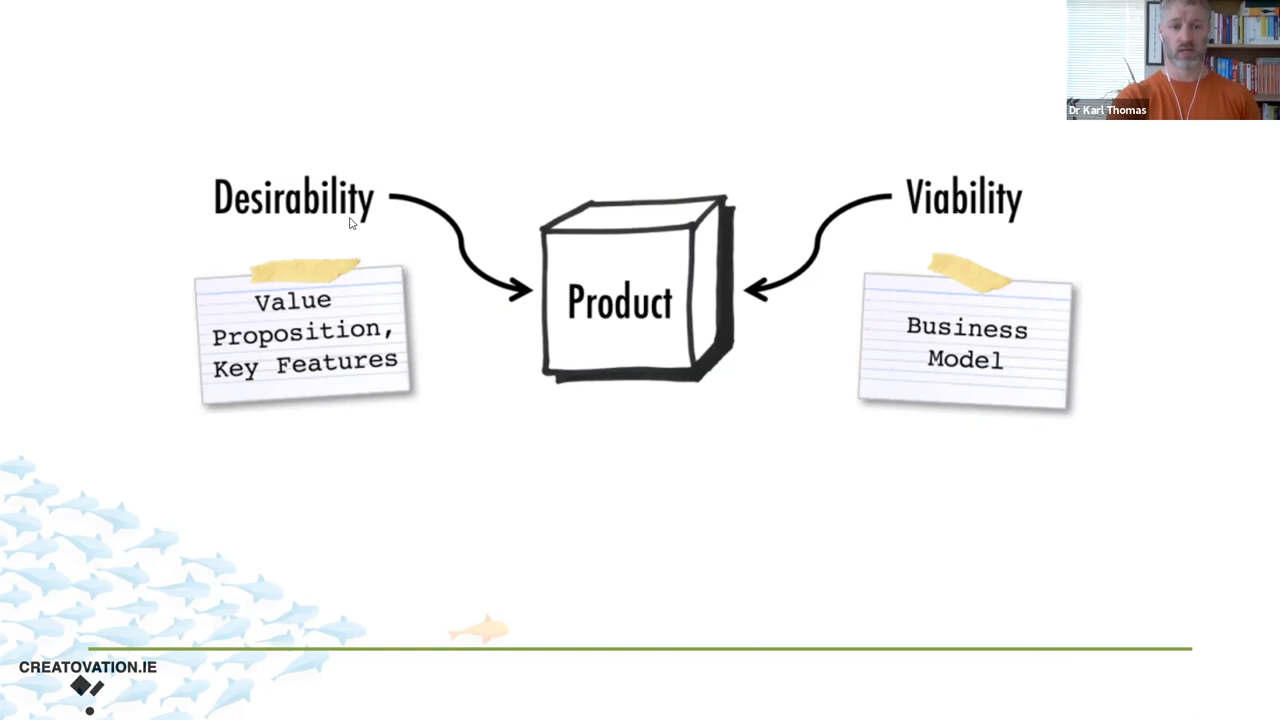 Dr Karl Thomas
Desirability
Viability
Product
Value
Proposition,
Key Features
Business
Model
CREATOVATION.IE